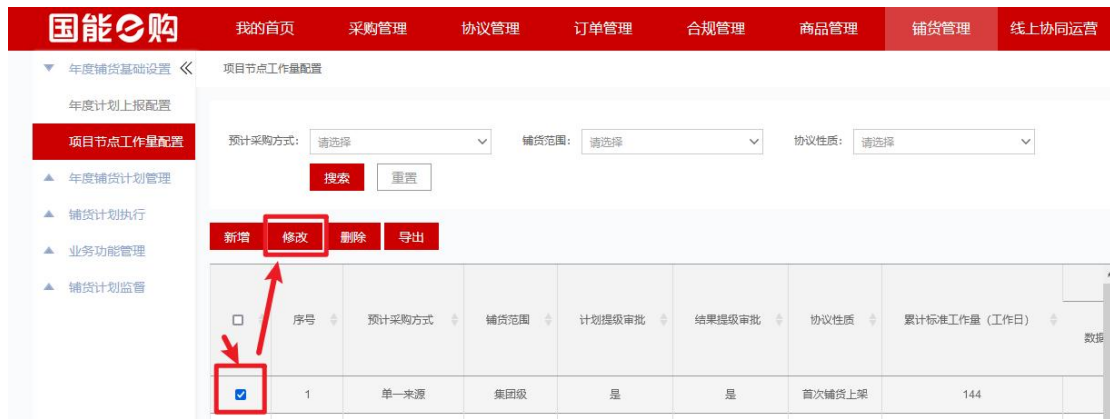 国能e购 我的首页 采购管理 协议管理 订单管理 合规管理 商品管理 铺货管理 线上协同运营
年度铺货基础设置 项目节点工作量配置
年度计划上报配置
项目节点工作量配置 预计采购方式: 请选择 铺货范围: 请选择 协议性质: 请选择
年度铺货计划管理 搜索 重置
铺货计划执行
新增 修改 删除 导出
业务功能管理
铺货计划监督
序号 预计采购方式 铺货范围 计划提级审批 结果提级审批 协议性质 累计标准工作量（工作日）
数据
1 单一来源 集团级 是 是 首次铺货上架 144